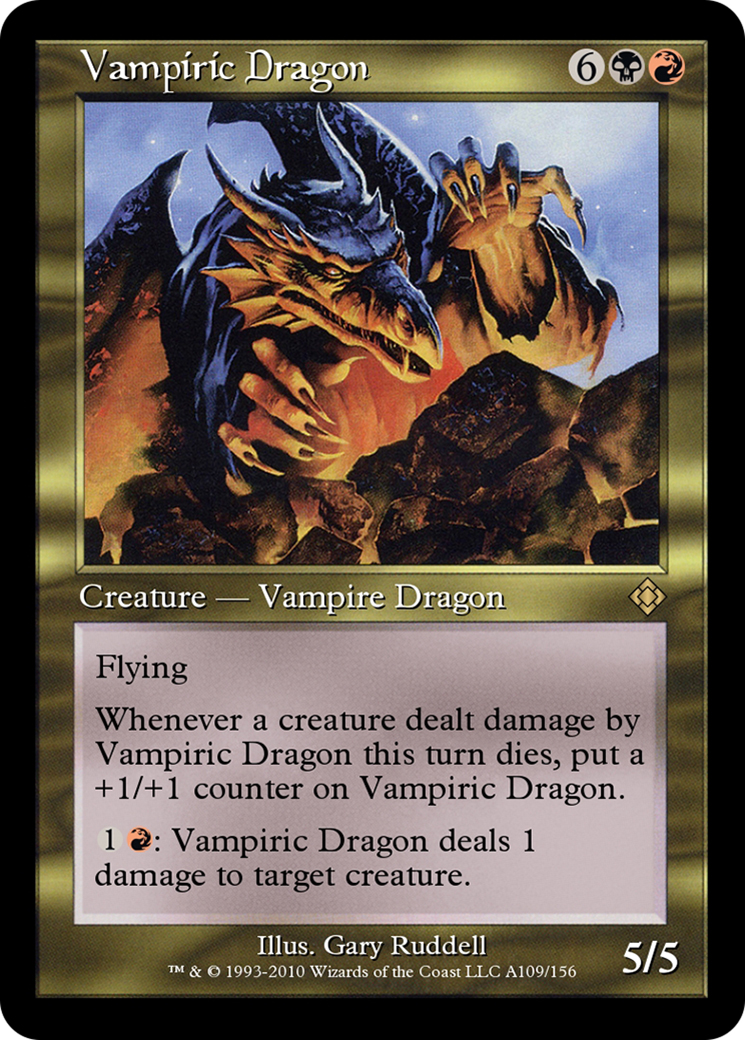 Vampiric Dragon 6
Creature — Vampire Dragon
Flying
Whenever a creature dealt damage by
Vampiric Dragon this turn dies, put a
+1/+1 counter on Vampiric Dragon.
1 : Vampiric Dragon deals 1
damage to target creature.
Illus. Gary Ruddell
™ & © 1993-2010 Wizards of the Coast LLC A109/156
5/5